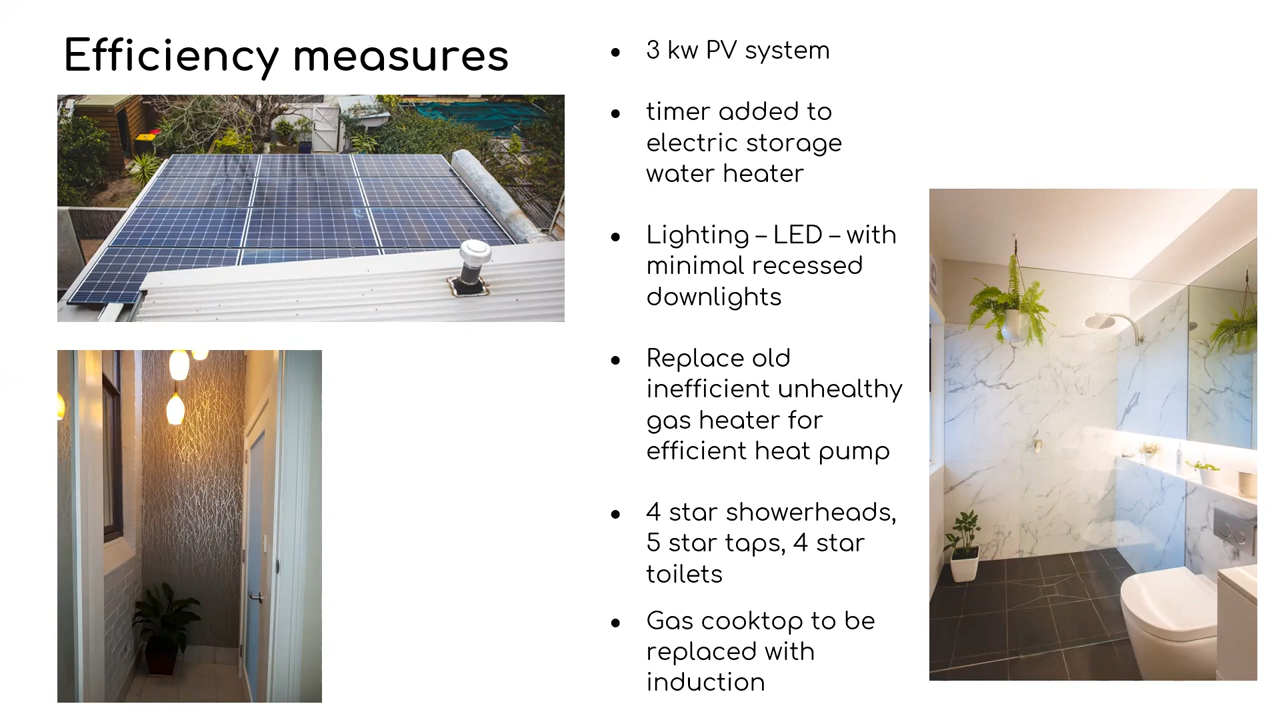 Efficiency measures
• 3 kw PV system
• timer added to
electric storage
water heater
• Lighting – LED – with
minimal recessed
downlights
• Replace old
inefficient unhealthy
gas heater for
efficient heat pump
• 4 star showerheads,
5 star taps, 4 star
toilets
• Gas cooktop to be
replaced with
induction